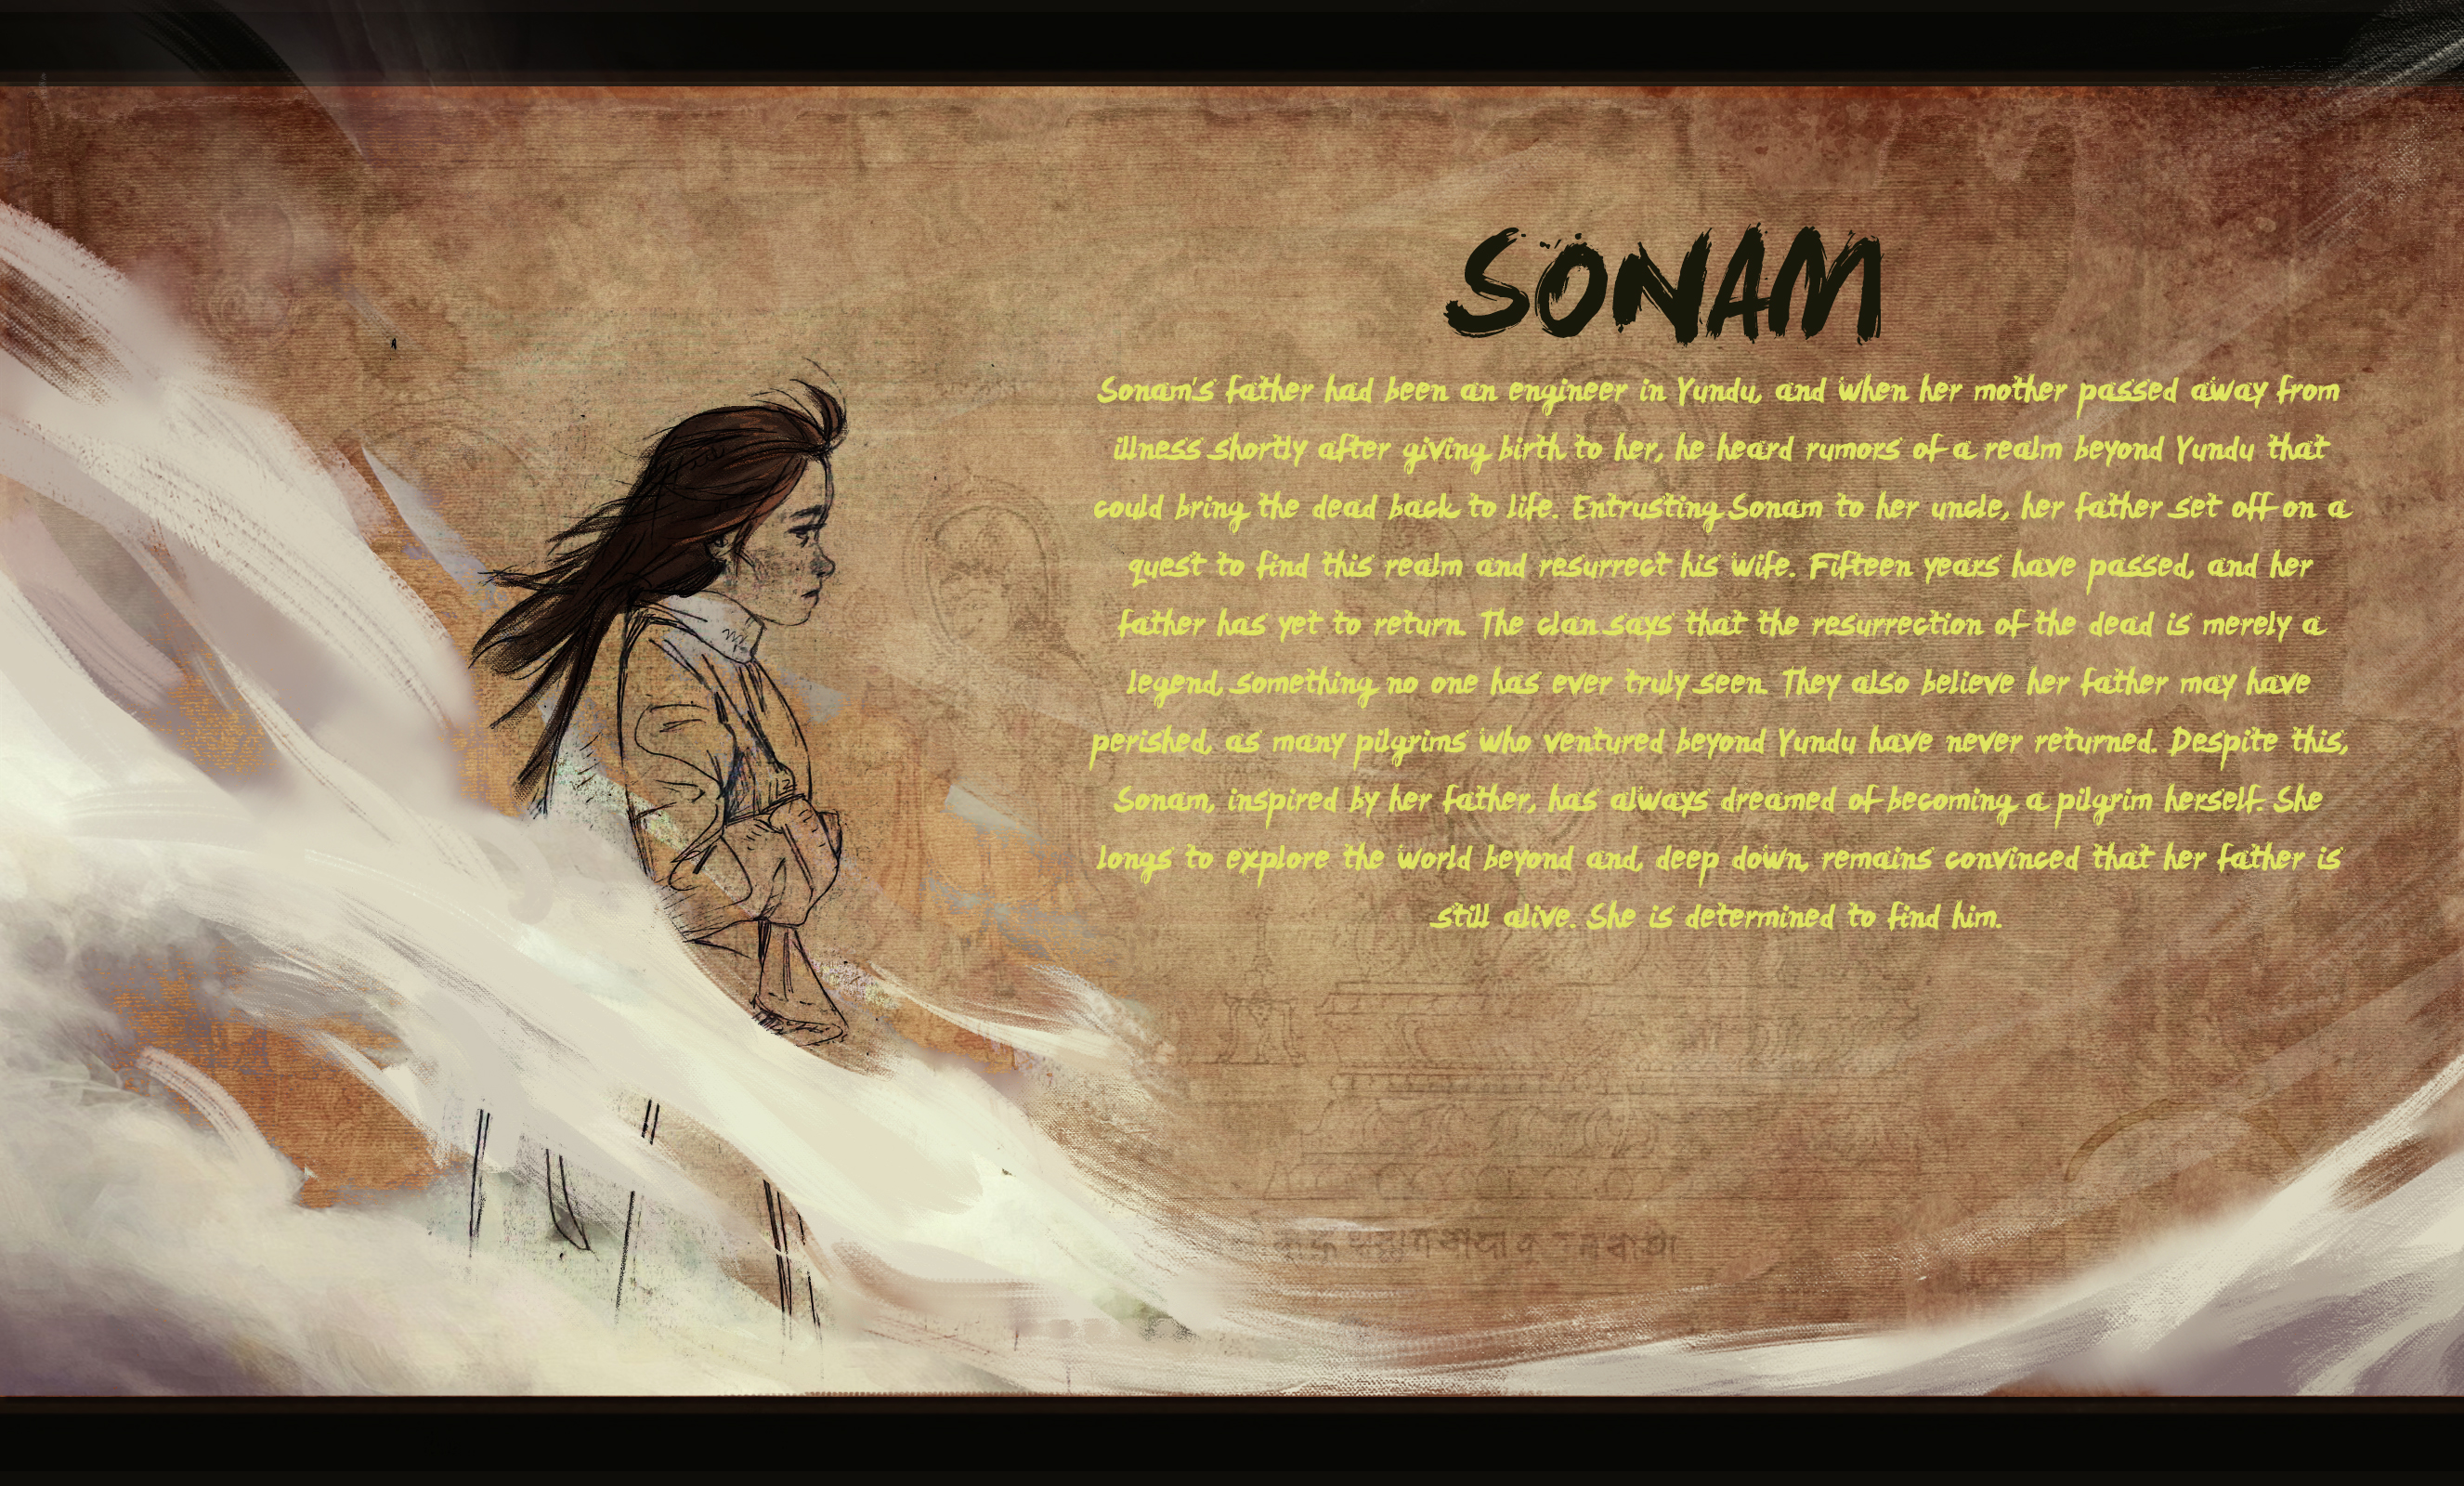 SONAM
Sonam's father had been an engineer in Yundu, and when her mother passed away from
illness shortly after giving birth to her, he heard rumors of a realm beyond Yundu that
could bring the dead back to life. Entrusting Sonam to her uncle, her father set off on a
quest to find this realm and resurrect his wife. Fifteen years have passed, and her
father has yet to return. The clan says that the resurrection of the dead is merely a
legend, something no one has ever truly seen. They also believe her father may have
perished, as many pilgrims who ventured beyond Yundu have never returned. Despite this,
Sonam, inspired by her father, has always dreamed of becoming a pilgrim herself. She
longs to explore the world beyond and, deep down, remains convinced that her father is
still alive. She is determined to find him.